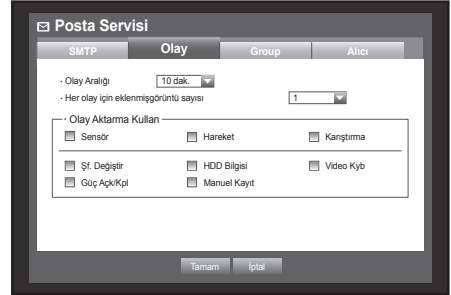 Posta Servisi
SMTP Olay Group Alıcı
· Olay Aralığı 10 dak.
· Her olay için eklenmişgörüntü sayısı 1
· Olay Aktarma Kullan
Sensör Hareket Karıştırma
Şf. Değiştir HDD Bilgisi Video Kyb
Güç Açk/Kpl Manuel Kayıt
Tamam İptal